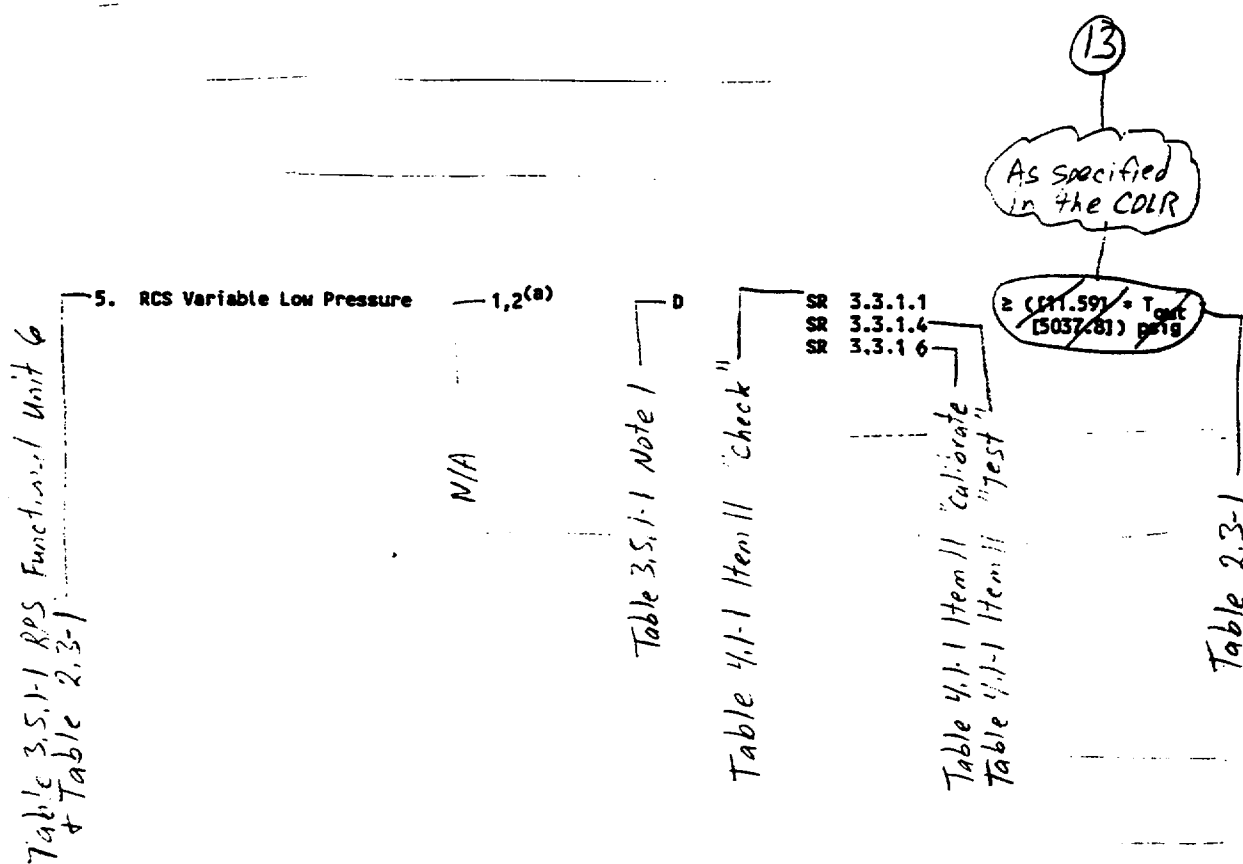 13
As specified
in the COLR
5. RCS Variable Low Pressure 1,2(a) D SR 3.3.1.1 ≥ ([11.59] * Tout
SR 3.3.1.4 [5037.8]) psig
SR 3.3.1 6
Table 3.5.1-1 RPS Functional Unit 6
+ Table 2.3-1
N/A
Table 3.5.1-1 Note 1
Table 4.1-1 Item 11 "Check"
Table 4.1-1 Item 11 "Calibrate
Table 4.1-1 Item 11 "Test"
Table 2.3-1